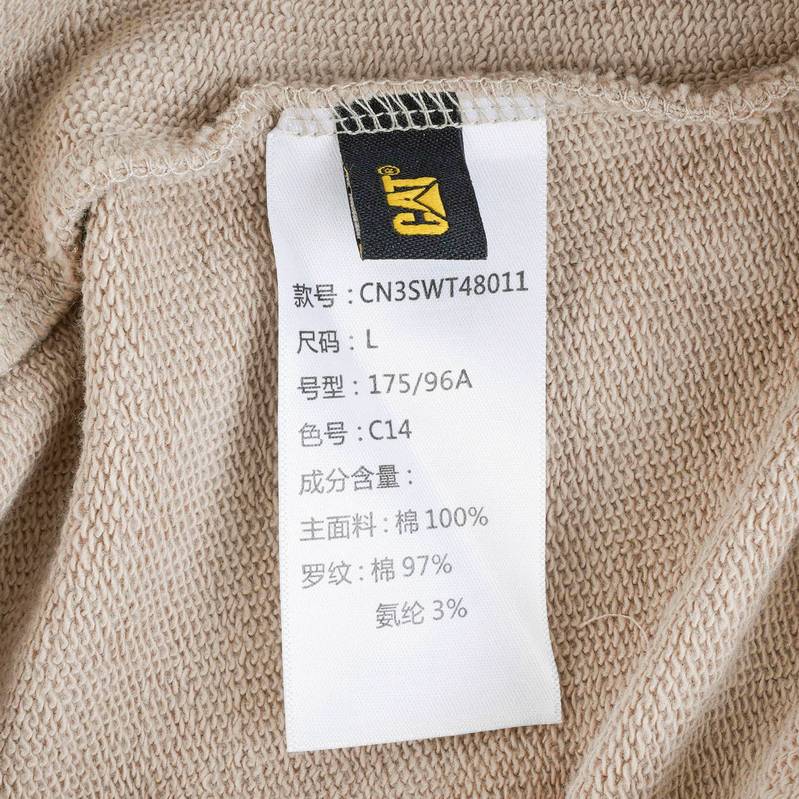 CAT®
款号：CN3SWT48011
尺码：L
号型：175/96A
色号：C14
成分含量：
主面料：棉 100%
罗纹：棉 97%
氨纶 3%